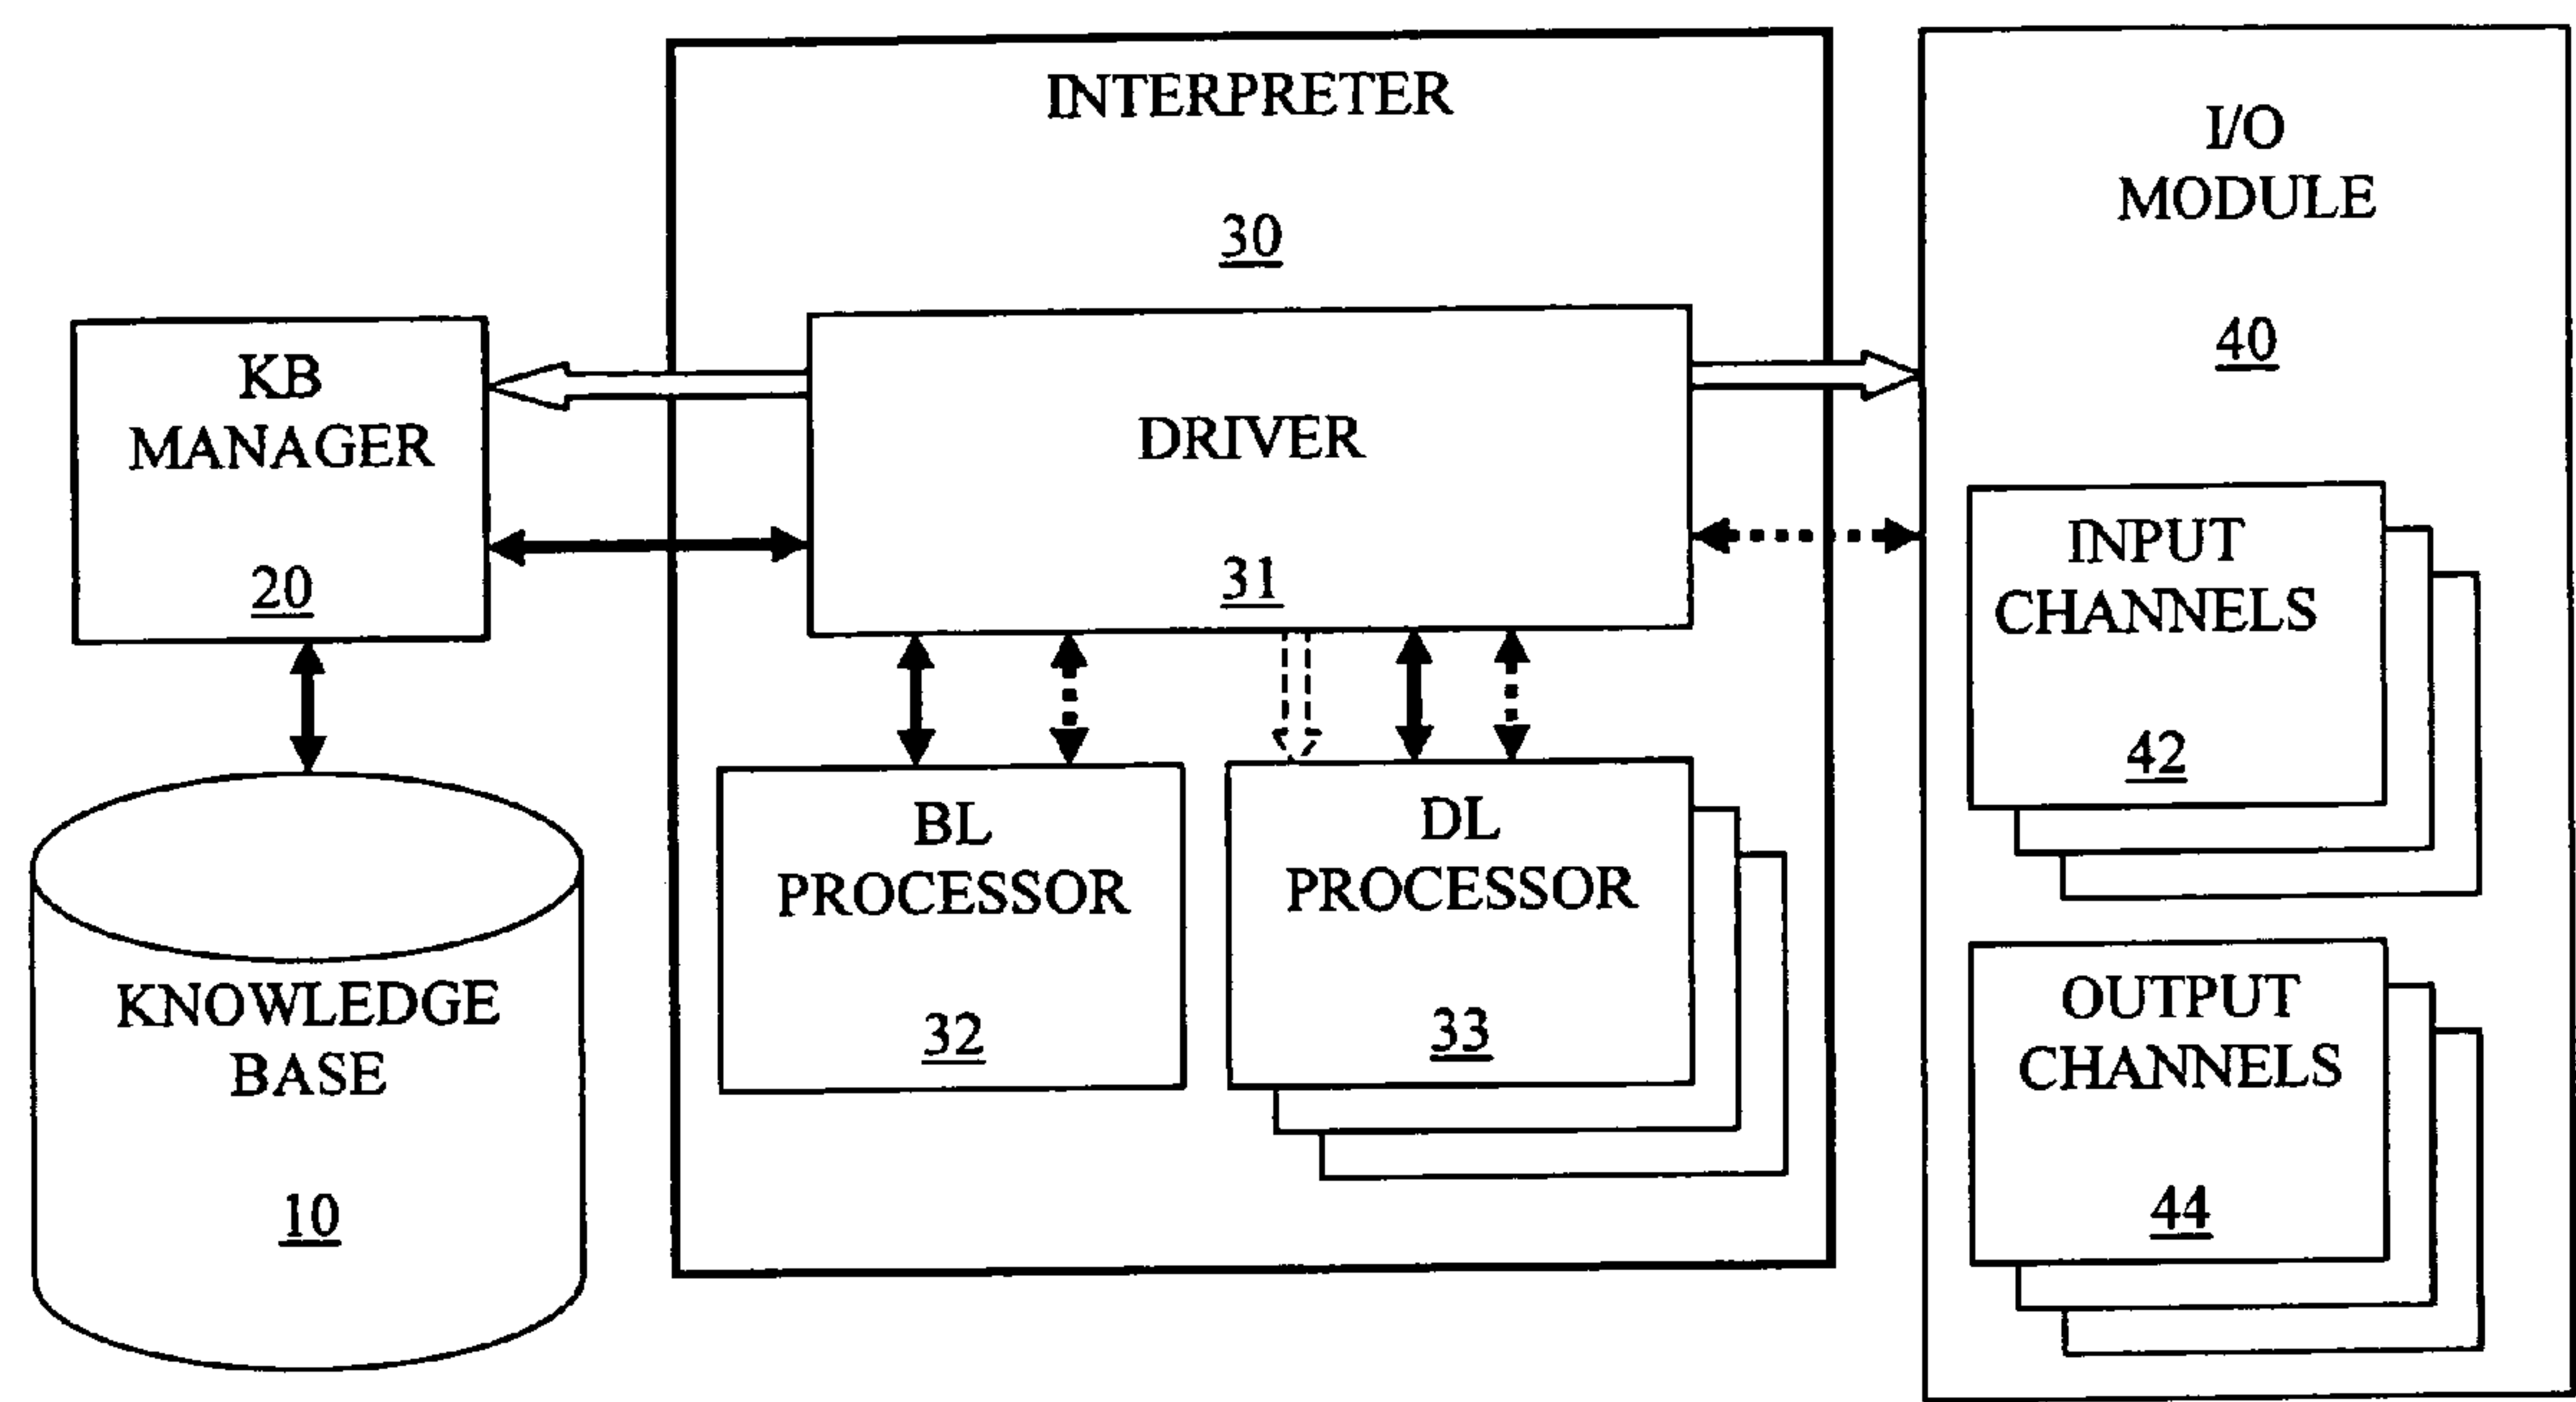 INTERPRETER
30
I/O
MODULE
40
KB
MANAGER
20
DRIVER
31
INPUT
CHANNELS
42
BL
PROCESSOR
32
DL
PROCESSOR
33
KNOWLEDGE
BASE
10
OUTPUT
CHANNELS
44